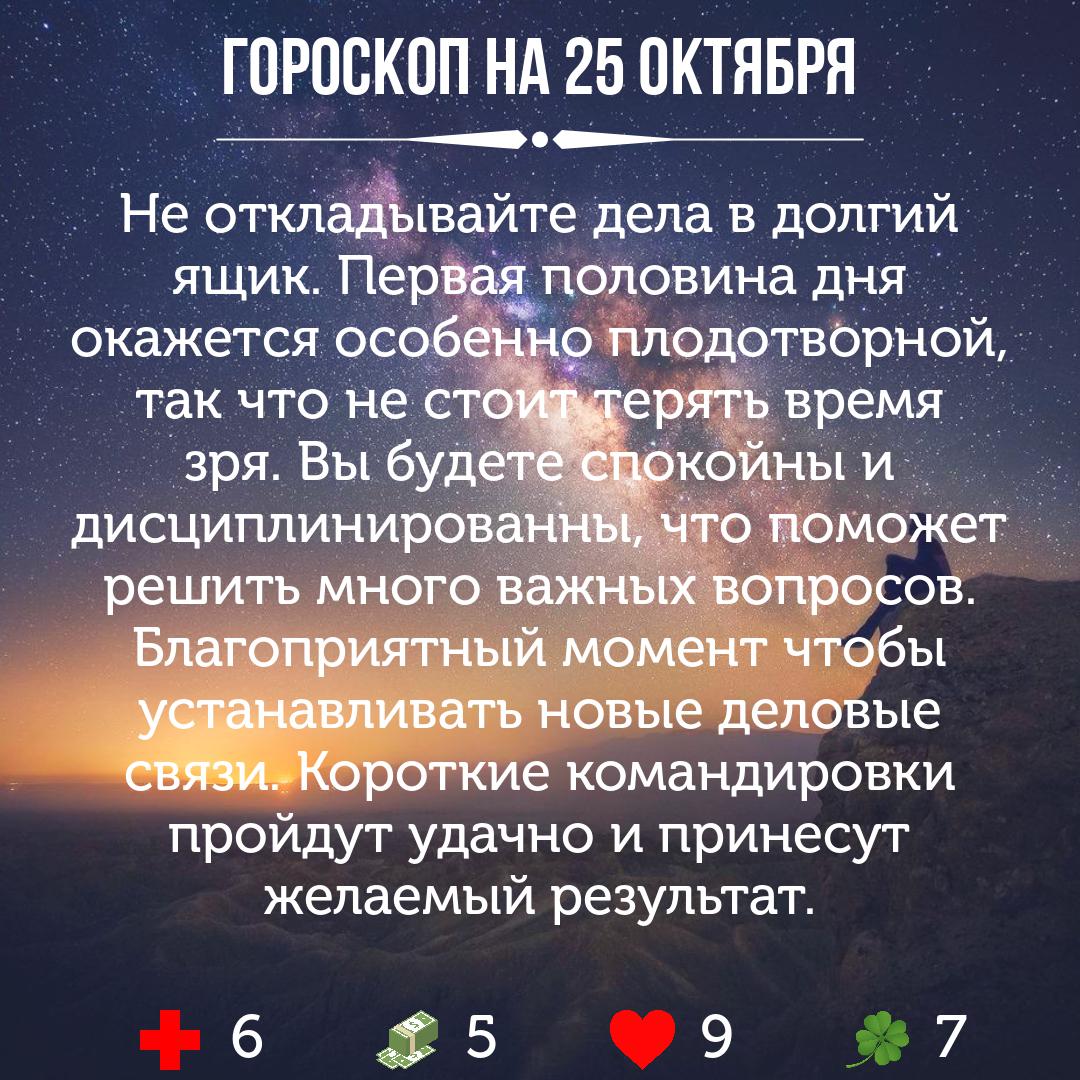 ГОРОСКОП НА 25 ОКТЯБРЯ
Не откладывайте дела в долгий
ящик. Первая половина дня
окажется особенно плодотворной,
так что не стоит терять время
зря. Вы будете спокойны и
дисциплинированны, что поможет
решить много важных вопросов.
Благоприятный момент чтобы
устанавливать новые деловые
связи. Короткие командировки
пройдут удачно и принесут
желаемый результат.
6 5 9 7